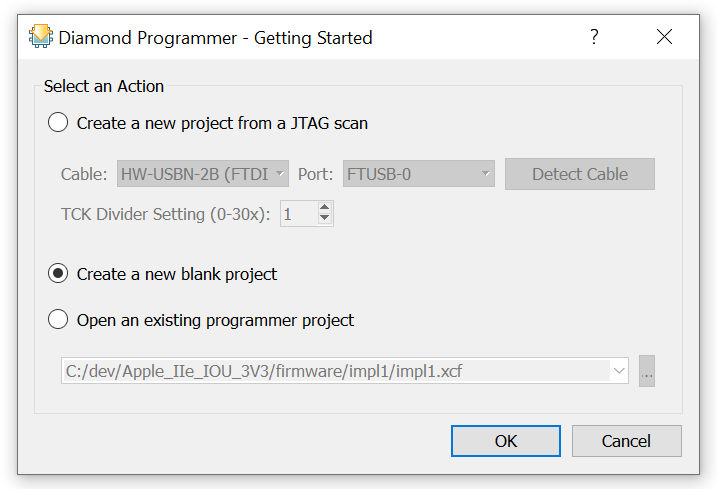 Diamond Programmer - Getting Started ?
Select an Action
Create a new project from a JTAG scan
Cable: HW-USBN-2B (FTDI Port: FTUSB-0 Detect Cable
TCK Divider Setting (0-30x): 1
Create a new blank project
Open an existing programmer project
C:/dev/Apple_IIe_IOU_3V3/firmware/impl1/impl1.xcf ...
OK Cancel